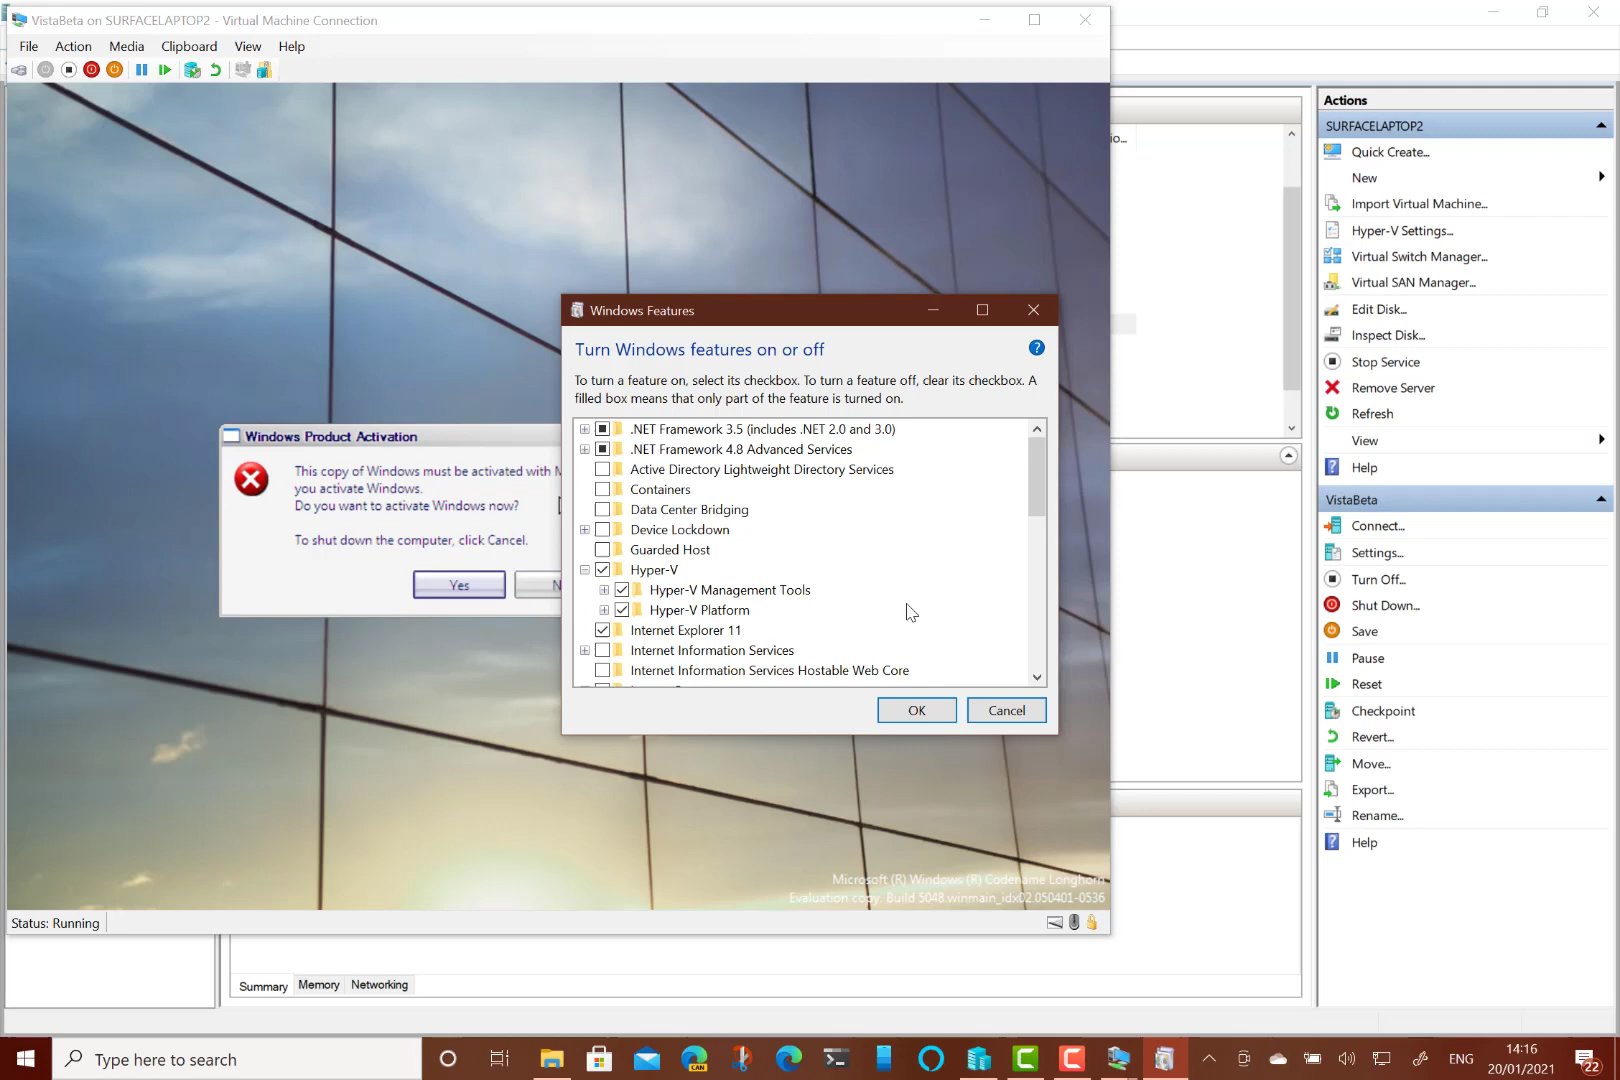 VistaBeta on SURFACELAPTOP2 - Virtual Machine Connection
File Action Media Clipboard View Help
Windows Product Activation
This copy of Windows must be activated with
you activate Windows.
Do you want to activate Windows now?
To shut down the computer, click Cancel.
Yes
Windows Features
Turn Windows features on or off
To turn a feature on, select its checkbox. To turn a feature off, clear its checkbox. A
filled box means that only part of the feature is turned on.
.NET Framework 3.5 (includes .NET 2.0 and 3.0)
.NET Framework 4.8 Advanced Services
Active Directory Lightweight Directory Services
Containers
Data Center Bridging
Device Lockdown
Guarded Host
Hyper-V
Hyper-V Management Tools
Hyper-V Platform
Internet Explorer 11
Internet Information Services
Internet Information Services Hostable Web Core
OK Cancel
Microsoft (R) Windows (R) Codename Longhorn
Evaluation copy. Build 5048.winmain_idx02.050401-0536
Status: Running
Summary Memory Networking
Actions
SURFACELAPTOP2
Quick Create...
New
Import Virtual Machine...
Hyper-V Settings...
Virtual Switch Manager...
Virtual SAN Manager...
Edit Disk...
Inspect Disk...
Stop Service
Remove Server
Refresh
View
Help
VistaBeta
Connect...
Settings...
Turn Off...
Shut Down...
Save
Pause
Reset
Checkpoint
Revert...
Move...
Export...
Rename...
Help
Type here to search
CAN
ENG
14:16
20/01/2021
22